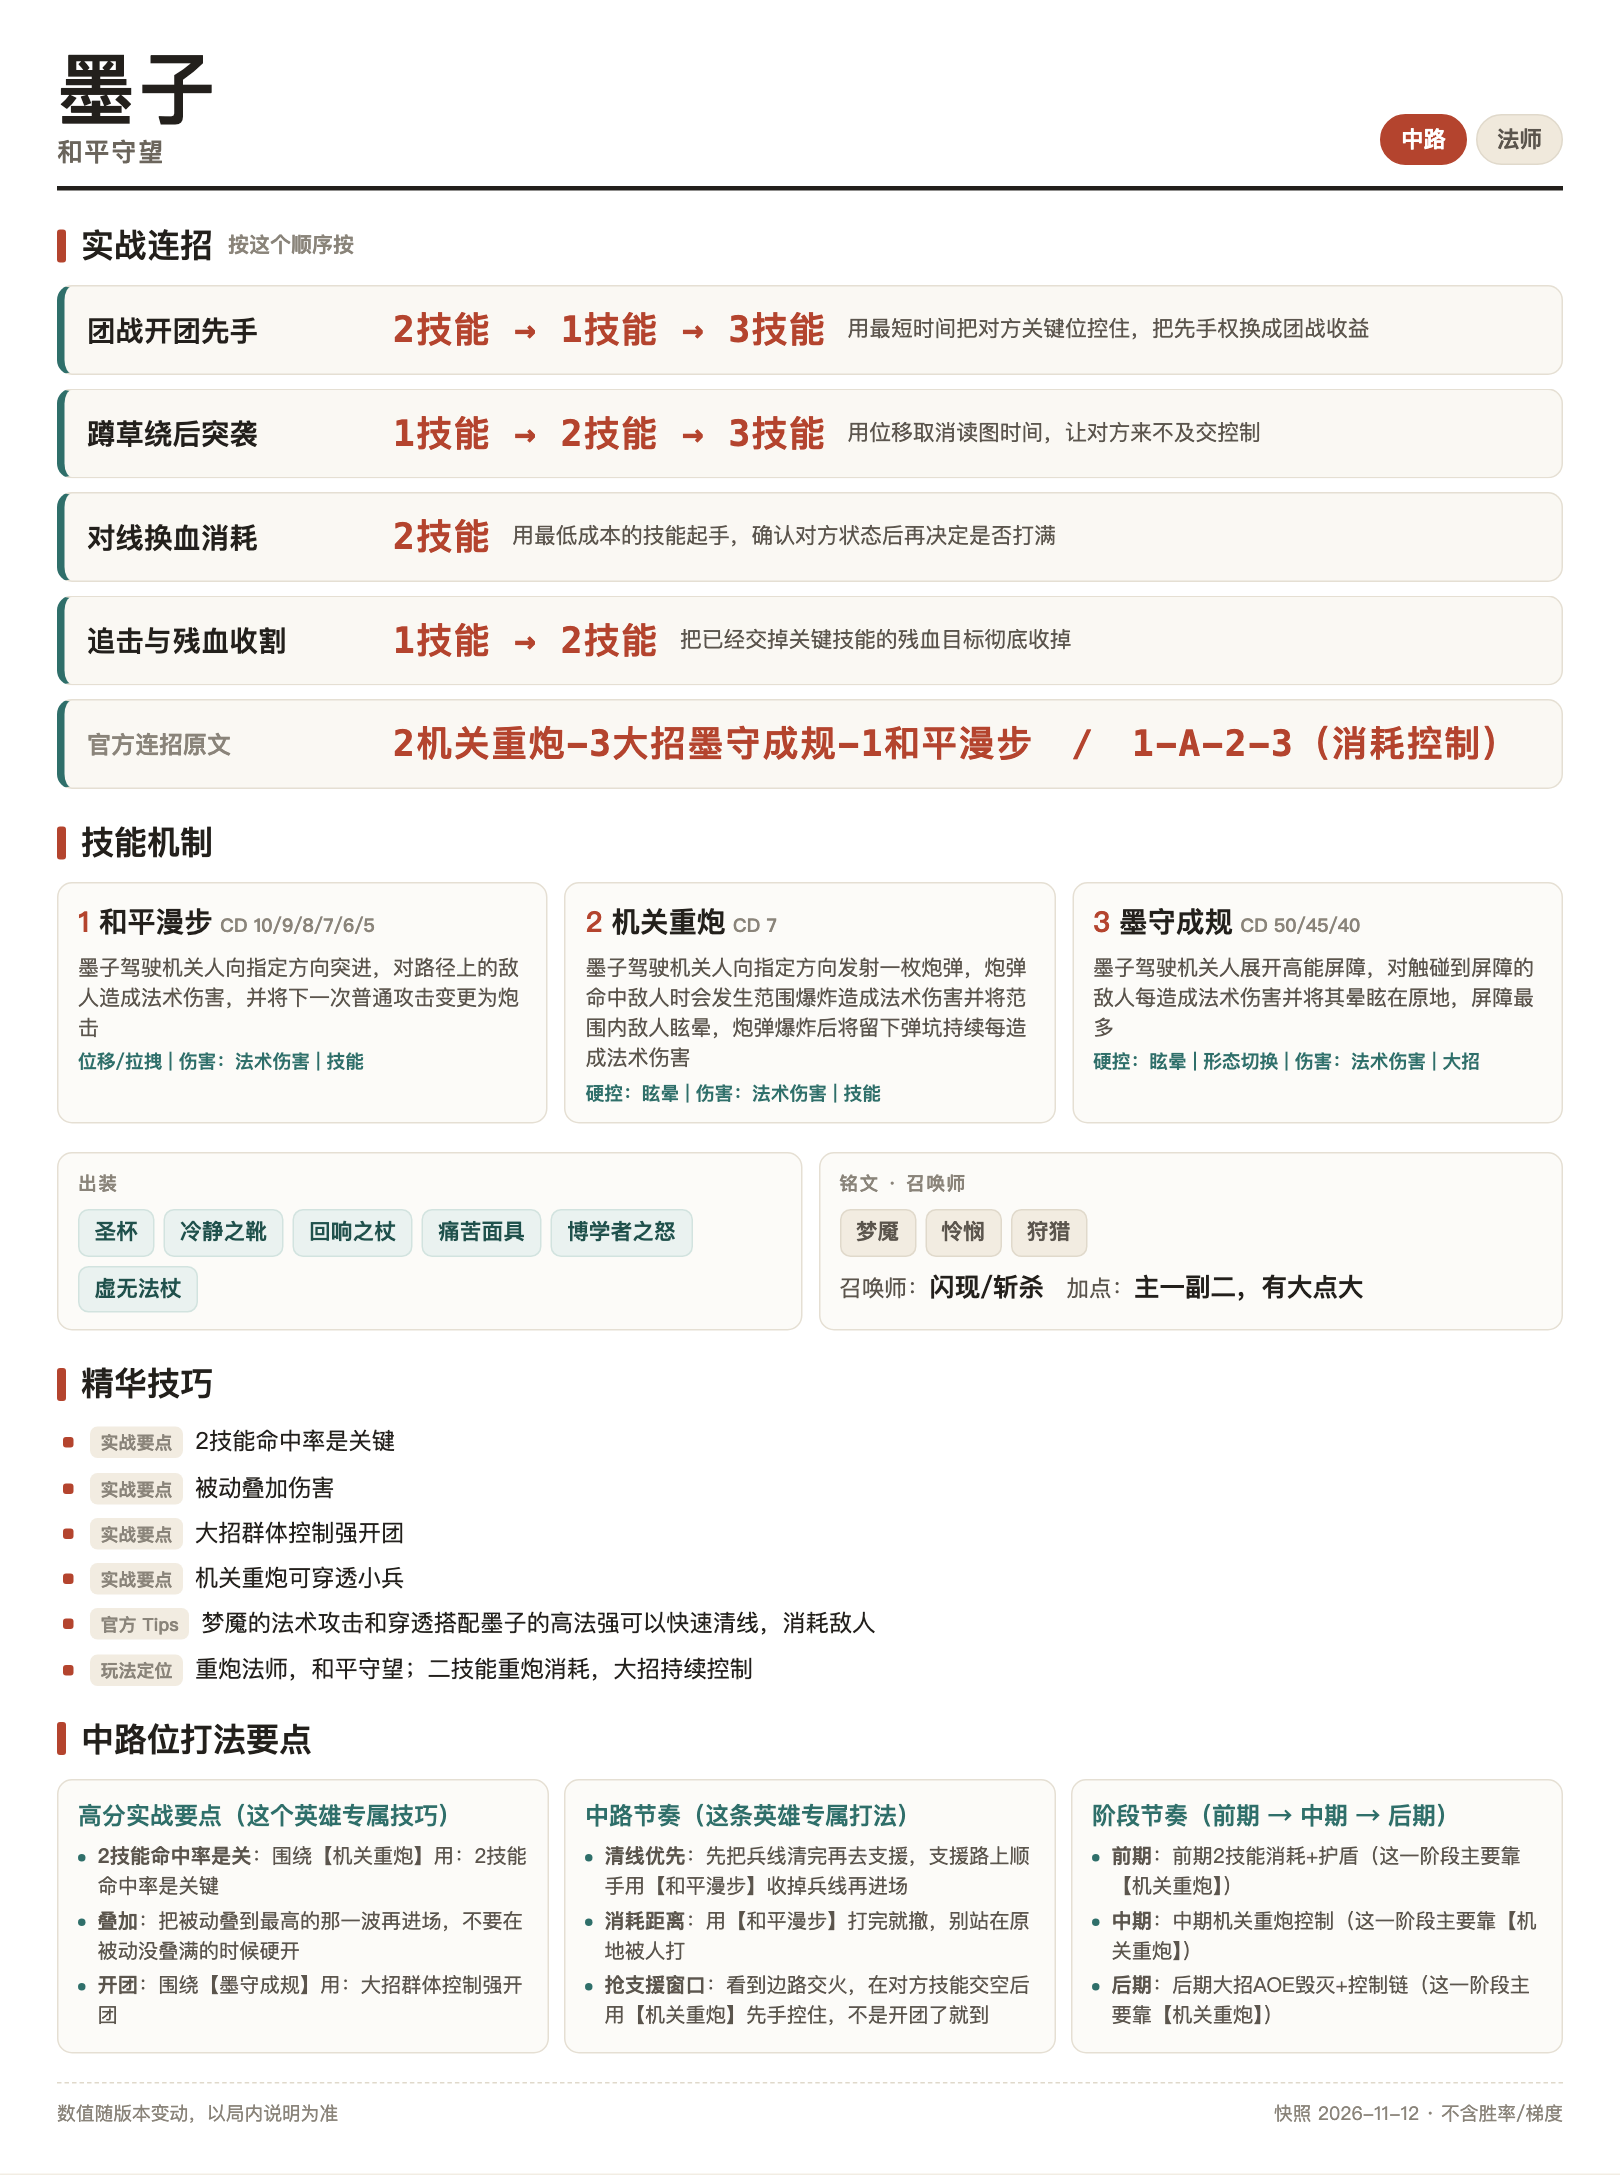 墨子
和平守望
中路
法师
实战连招 按这个顺序按
团战开团先手 2技能 → 1技能 → 3技能 用最短时间把对方关键位控住，把先手权换成团战收益
蹲草绕后突袭 1技能 → 2技能 → 3技能 用位移取消读图时间，让对方来不及交控制
对线换血消耗 2技能 用最低成本的技能起手，确认对方状态后再决定是否打满
追击与残血收割 1技能 → 2技能 把已经交掉关键技能的残血目标彻底收掉
官方连招原文 2机关重炮-3大招墨守成规-1和平漫步 / 1-A-2-3（消耗控制）
技能机制
1 和平漫步 CD 10/9/8/7/6/5
墨子驾驶机关人向指定方向突进，对路径上的敌
人造成法术伤害，并将下一次普通攻击变更为炮
击
位移/拉拽 | 伤害：法术伤害 | 技能
2 机关重炮 CD 7
墨子驾驶机关人向指定方向发射一枚炮弹，炮弹
命中敌人时会发生范围爆炸造成法术伤害并将范
围内敌人眩晕，炮弹爆炸后将留下弹坑持续每造
成法术伤害
硬控：眩晕 | 伤害：法术伤害 | 技能
3 墨守成规 CD 50/45/40
墨子驾驶机关人展开高能屏障，对触碰到屏障的
敌人每造成法术伤害并将其晕眩在原地，屏障最
多
硬控：眩晕 | 形态切换 | 伤害：法术伤害 | 大招
出装
圣杯 冷静之靴 回响之杖 痛苦面具 博学者之怒
虚无法杖
铭文 · 召唤师
梦魇 怜悯 狩猎
召唤师：闪现/斩杀 加点：主一副二，有大点大
精华技巧
实战要点 2技能命中率是关键
实战要点 被动叠加伤害
实战要点 大招群体控制强开团
实战要点 机关重炮可穿透小兵
官方 Tips 梦魇的法术攻击和穿透搭配墨子的高法强可以快速清线，消耗敌人
玩法定位 重炮法师，和平守望；二技能重炮消耗，大招持续控制
中路位打法要点
高分实战要点（这个英雄专属技巧）
2技能命中率是关：围绕【机关重炮】用：2技能
命中率是关键
叠加：把被动叠到最高的那一波再进场，不要在
被动没叠满的时候硬开
开团：围绕【墨守成规】用：大招群体控制强开
团
中路节奏（这条英雄专属打法）
清线优先：先把兵线清完再去支援，支援路上顺
手用【和平漫步】收掉兵线再进场
消耗距离：用【和平漫步】打完就撤，别站在原
地被人打
抢支援窗口：看到边路交火，在对方技能交空后
用【机关重炮】先手控住，不是开团了就到
阶段节奏（前期 → 中期 → 后期）
前期：前期2技能消耗+护盾（这一阶段主要靠
【机关重炮】）
中期：中期机关重炮控制（这一阶段主要靠【机
关重炮】）
后期：后期大招AOE毁灭+控制链（这一阶段主
要靠【机关重炮】）
数值随版本变动，以局内说明为准
快照 2026-11-12 · 不含胜率/梯度